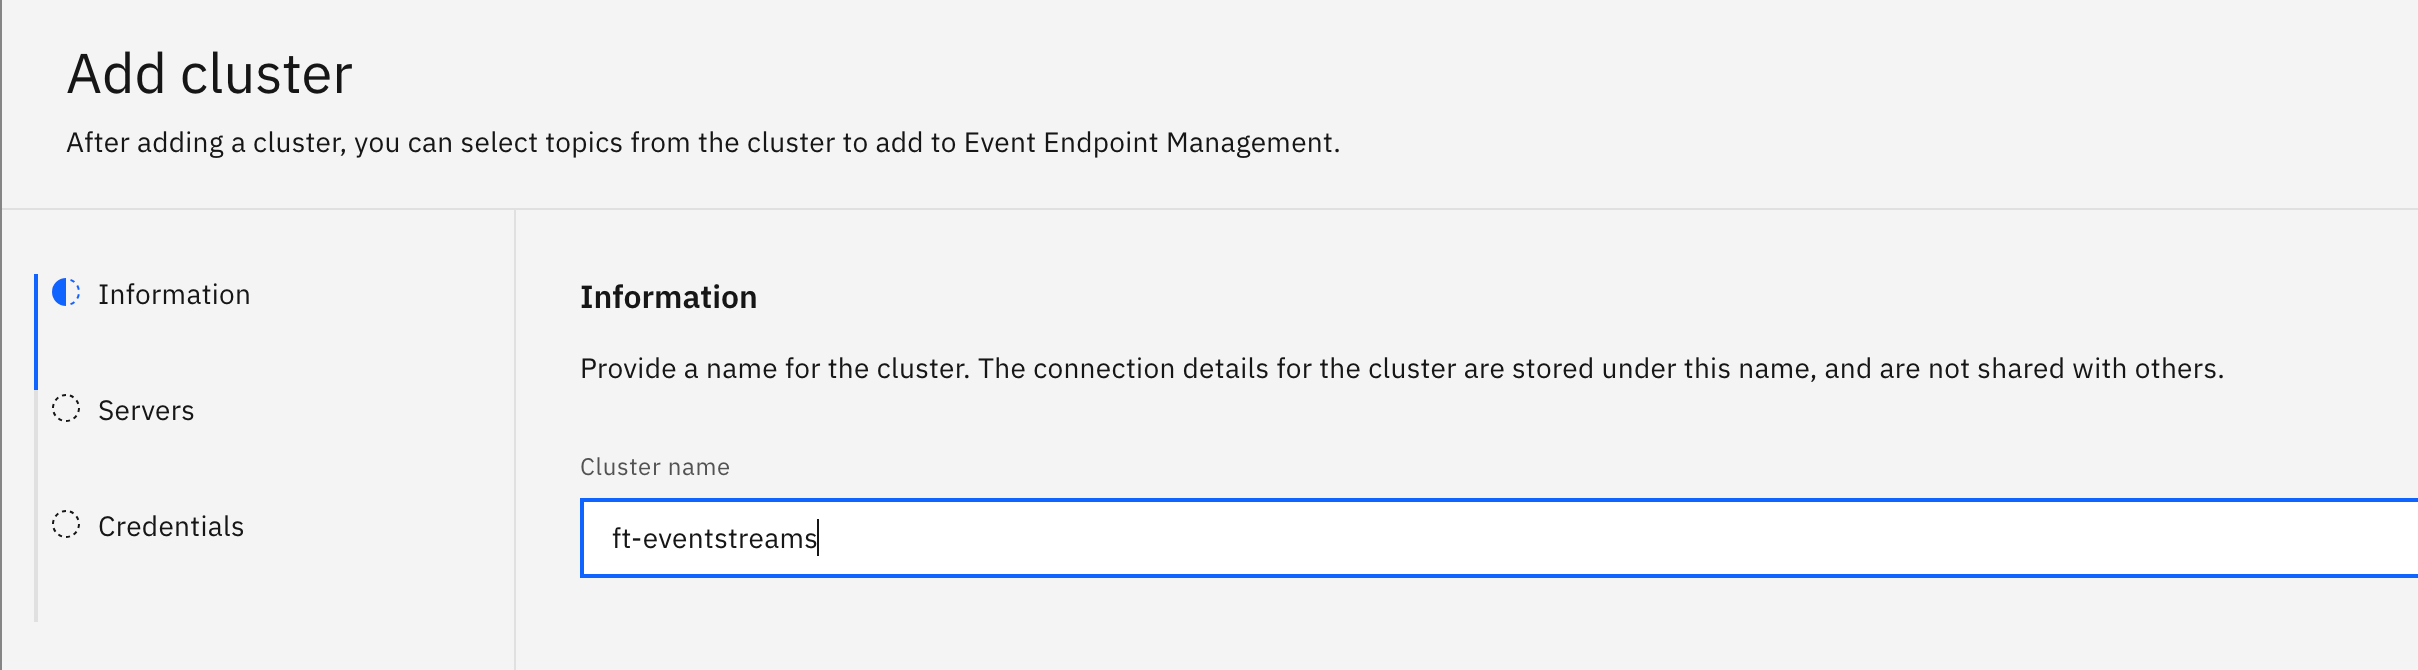 Add cluster
After adding a cluster, you can select topics from the cluster to add to Event Endpoint Management.
Information
Servers
Credentials
Information
Provide a name for the cluster. The connection details for the cluster are stored under this name, and are not shared with others.
Cluster name
ft-eventstreams